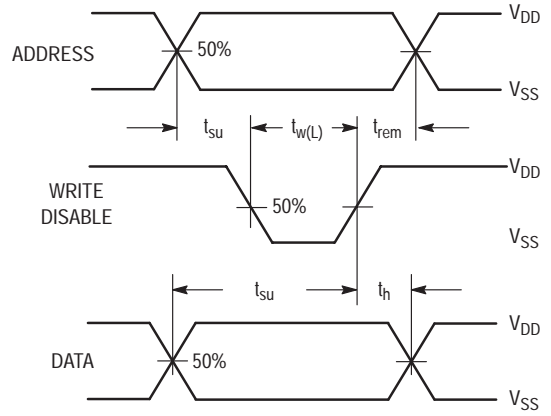 V_DD
ADDRESS
50%
V_SS
t_su t_w(L) t_rem
V_DD
WRITE
DISABLE
50%
V_SS
t_su t_h
V_DD
DATA
50%
V_SS